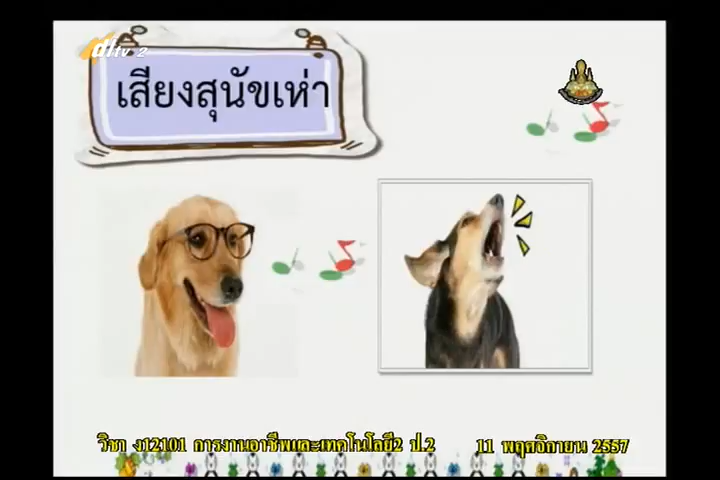 dltv 2
เสียงสุนัขเห่า
วิชา ง12101 การงานอาชีพและเทคโนโลยี2 ป.2 11 พฤศจิกายน 2557